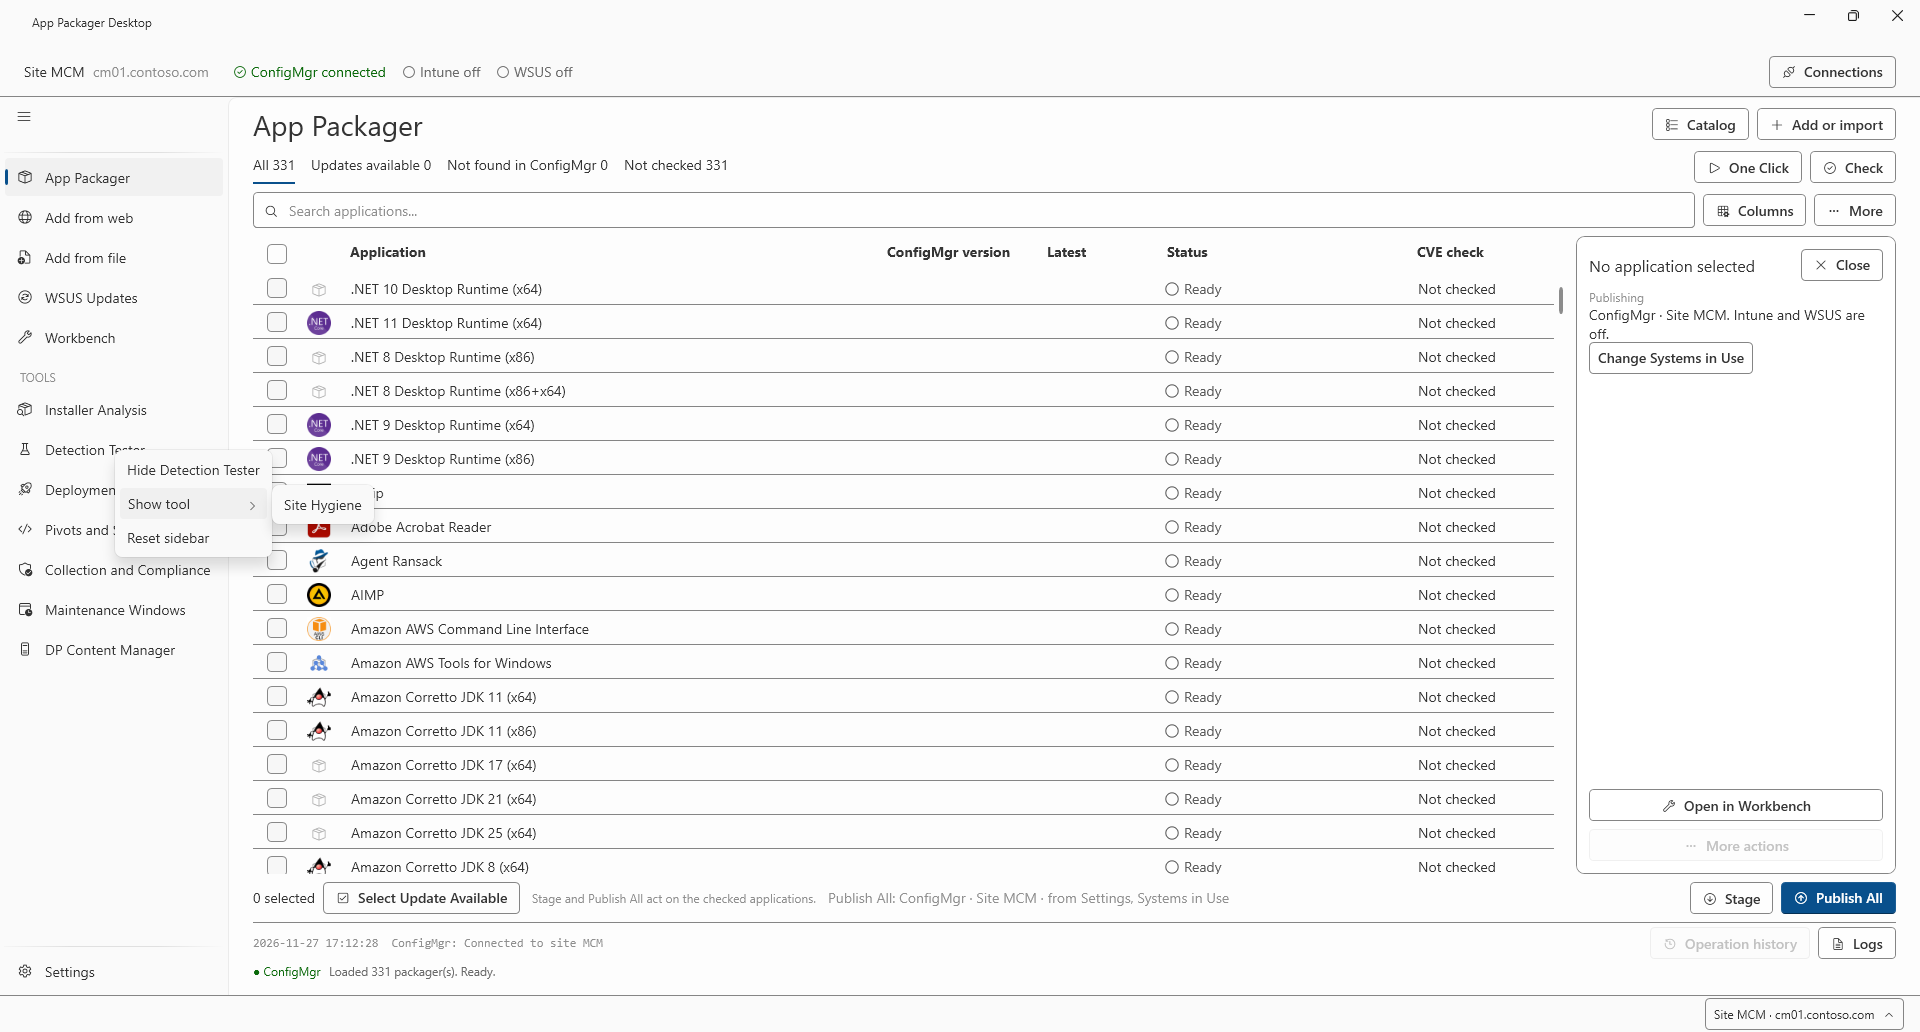 App Packager Desktop
Site MCM cm01.contoso.com ConfigMgr connected Intune off WSUS off Connections
App Packager
Add from web
Add from file
WSUS Updates
Workbench
TOOLS
Installer Analysis
Detection Tester
Deploymen
Pivots and S
Collection and Compliance
Maintenance Windows
DP Content Manager
Settings
Hide Detection Tester
Show tool
Reset sidebar
Site Hygiene
App Packager
Catalog Add or import
All 331 Updates available 0 Not found in ConfigMgr 0 Not checked 331 One Click Check
Search applications... Columns More
Application ConfigMgr version Latest Status CVE check
.NET 10 Desktop Runtime (x64) Ready Not checked
.NET 11 Desktop Runtime (x64) Ready Not checked
.NET 8 Desktop Runtime (x86) Ready Not checked
.NET 8 Desktop Runtime (x86+x64) Ready Not checked
.NET 9 Desktop Runtime (x64) Ready Not checked
.NET 9 Desktop Runtime (x86) Ready Not checked
ip Ready Not checked
Adobe Acrobat Reader Ready Not checked
Agent Ransack Ready Not checked
AIMP Ready Not checked
Amazon AWS Command Line Interface Ready Not checked
Amazon AWS Tools for Windows Ready Not checked
Amazon Corretto JDK 11 (x64) Ready Not checked
Amazon Corretto JDK 11 (x86) Ready Not checked
Amazon Corretto JDK 17 (x64) Ready Not checked
Amazon Corretto JDK 21 (x64) Ready Not checked
Amazon Corretto JDK 25 (x64) Ready Not checked
Amazon Corretto JDK 8 (x64) Ready Not checked
No application selected Close
Publishing
ConfigMgr · Site MCM. Intune and WSUS are
off.
Change Systems in Use
Open in Workbench
More actions
0 selected Select Update Available Stage and Publish All act on the checked applications. Publish All: ConfigMgr · Site MCM · from Settings, Systems in Use Stage Publish All
2026-11-27 17:12:28 ConfigMgr: Connected to site MCM Operation history Logs
ConfigMgr Loaded 331 packager(s). Ready.
Site MCM · cm01.contoso.com